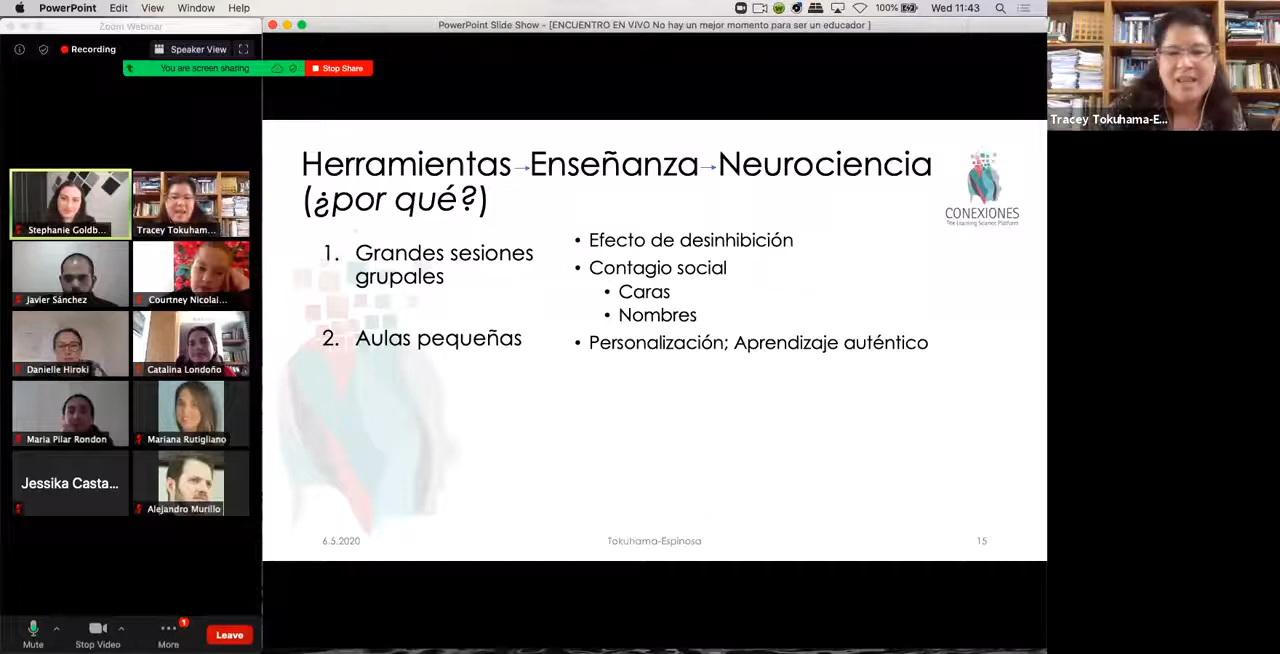 PowerPoint Edit View Window Help
PowerPoint Slide Show - [ENCUENTRO EN VIVO No hay un mejor momento para ser un educador ]
100% Wed 11:43
Zoom Webinar
Recording
Speaker View
You are screen sharing
Stop Share
Stephanie Goldb...
Tracey Tokuham...
Javier Sánchez
Courtney Nicolai...
Danielle Hiroki
Catalina Londoño
Maria Pilar Rondon
Mariana Rutigliano
Jessika Casta...
Alejandro Murillo
Mute
Stop Video
More
1
Leave
Herramientas→Enseñanza→Neurociencia
(¿por qué?)
CONEXIONES
The Learning Science Platform
1. Grandes sesiones
grupales
2. Aulas pequeñas
• Efecto de desinhibición
• Contagio social
• Caras
• Nombres
• Personalización; Aprendizaje auténtico
6.5.2020
Tokuhama-Espinosa
15
Tracey Tokuhama-E...